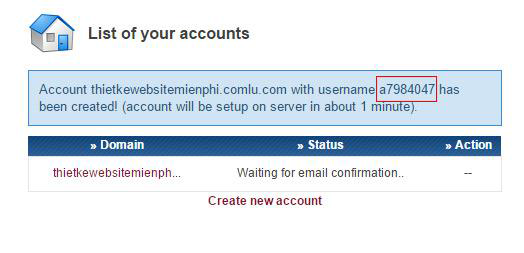 List of your accounts
Account thietkewebsitemienphi.comlu.com with username a7984047 has
been created! (account will be setup on server in about 1 minute).
» Domain » Status » Action
thietkewebsitemienph... Waiting for email confirmation.. --
Create new account